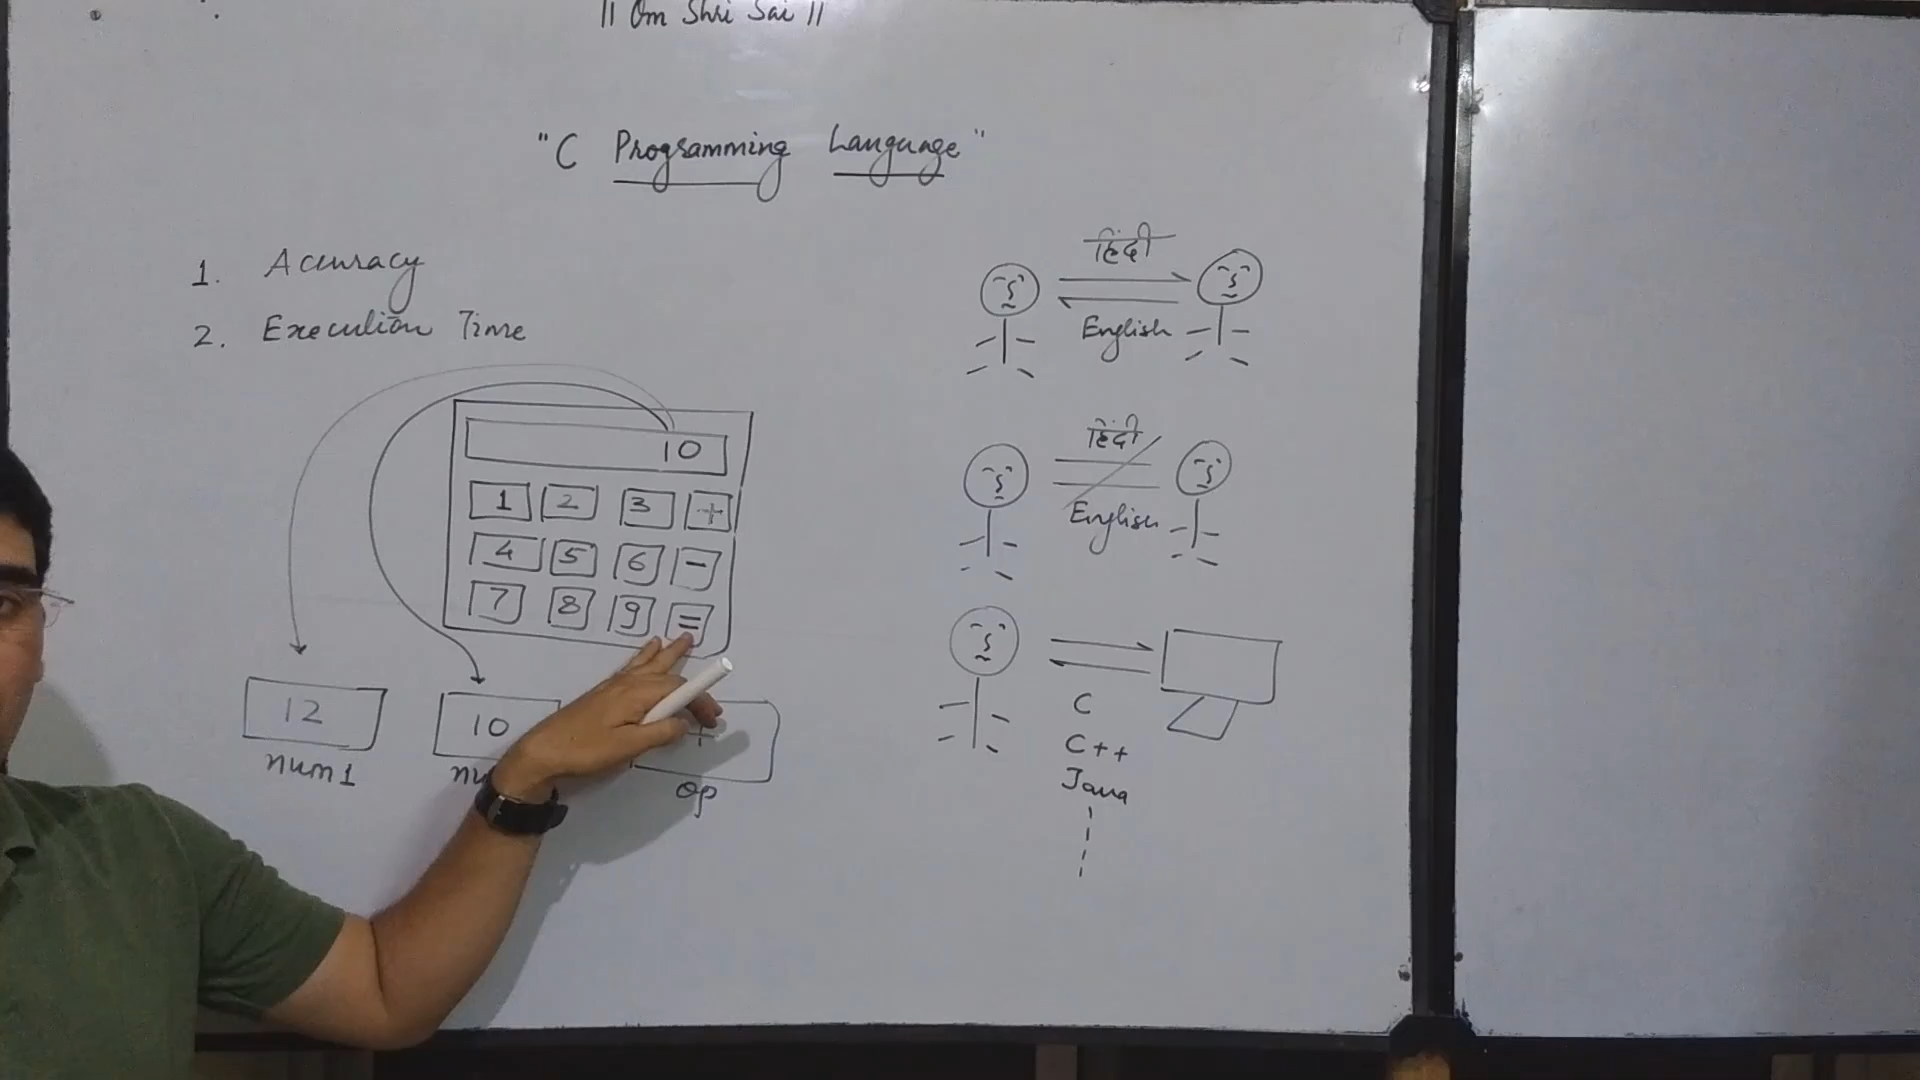 || Om Shri Sai ||
"C Programming Language"
1. Accuracy
2. Execution Time
10
1 2 3 +
4 5 6 -
7 8 9 =
12
10
+
num1
op
हिंदी
English
हिंदी
English
C
C++
Java